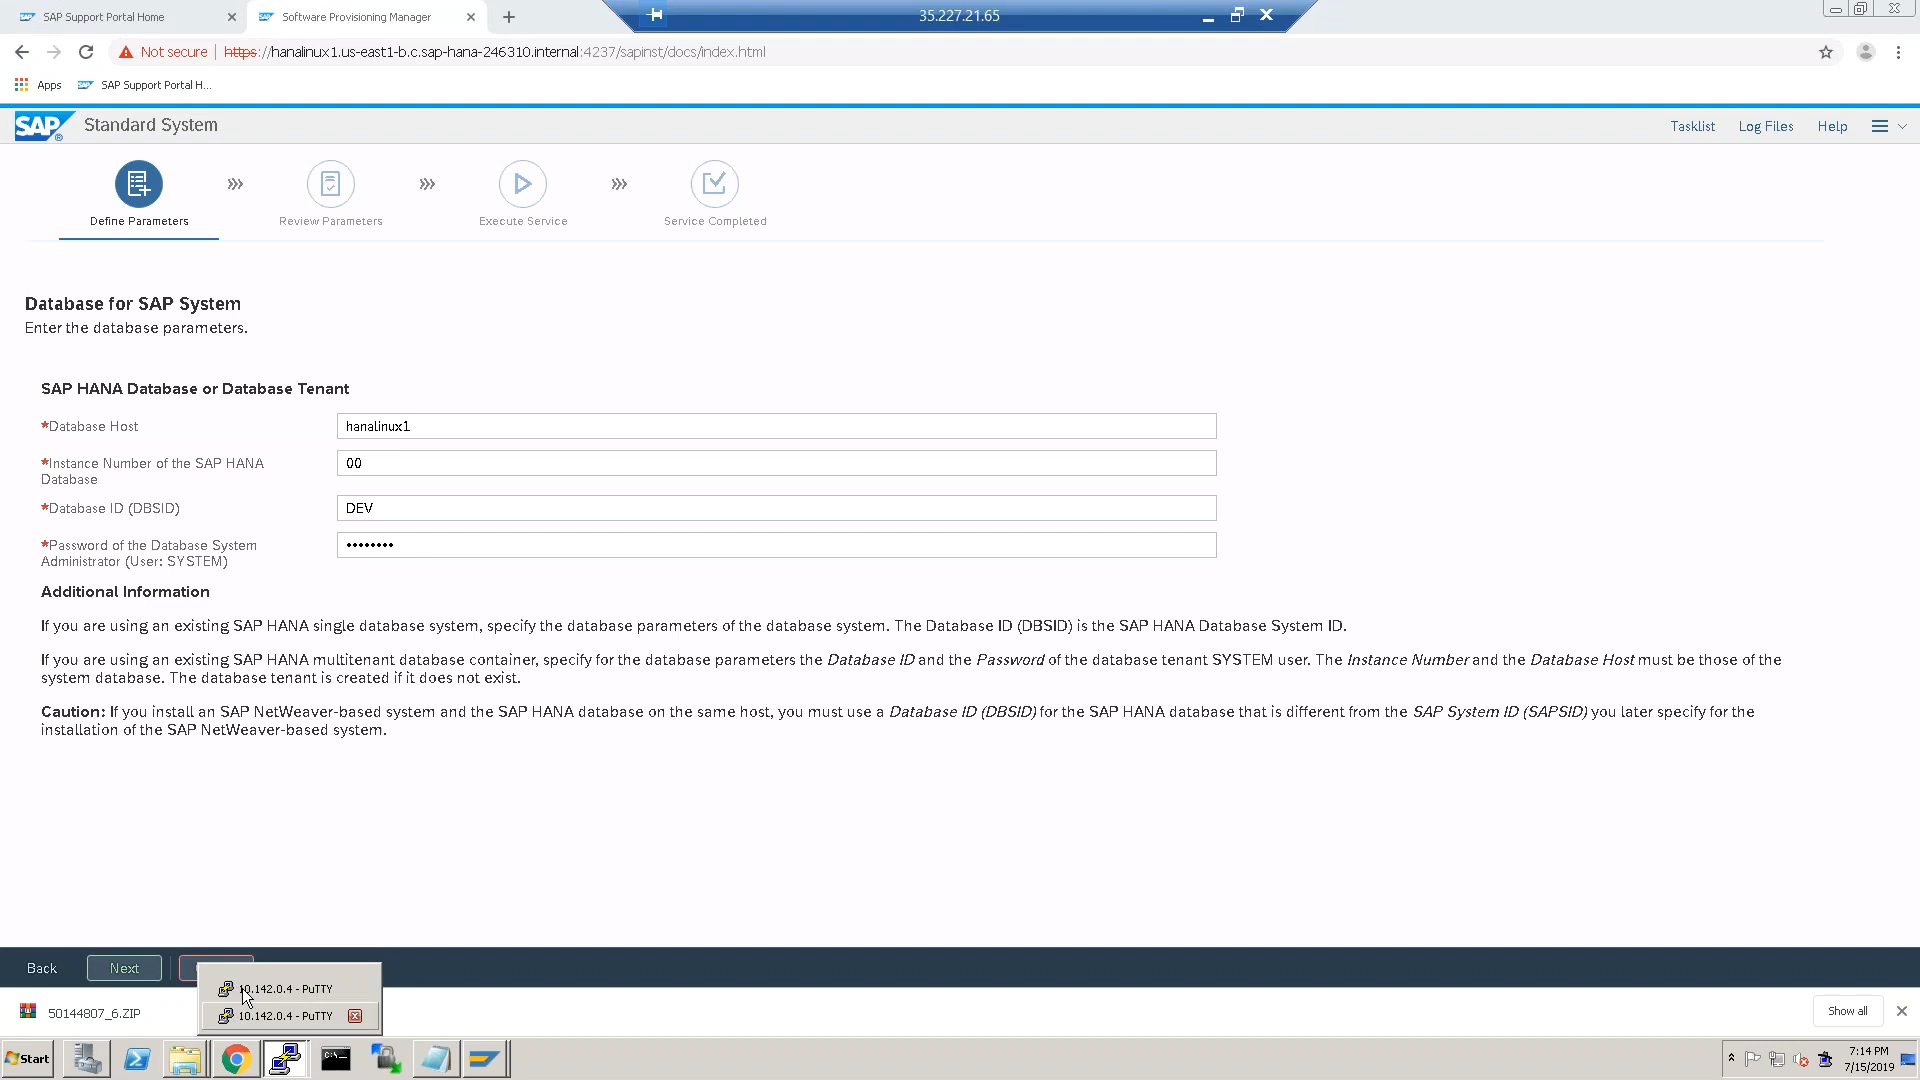 SAP Support Portal Home
Software Provisioning Manager
35.227.21.65
Not secure
https://hanalinux1.us-east1-b.c.sap-hana-246310.internal:4237/sapinst/docs/index.html
Apps
SAP Support Portal H...
SAP
Standard System
Tasklist
Log Files
Help
Define Parameters
Review Parameters
Execute Service
Service Completed
Database for SAP System
Enter the database parameters.
SAP HANA Database or Database Tenant
*Database Host
hanalinux1
*Instance Number of the SAP HANA
Database
00
*Database ID (DBSID)
DEV
*Password of the Database System
Administrator (User: SYSTEM)
••••••••
Additional Information
If you are using an existing SAP HANA single database system, specify the database parameters of the database system. The Database ID (DBSID) is the SAP HANA Database System ID.
If you are using an existing SAP HANA multitenant database container, specify for the database parameters the Database ID and the Password of the database tenant SYSTEM user. The Instance Number and the Database Host must be those of the
system database. The database tenant is created if it does not exist.
Caution: If you install an SAP NetWeaver-based system and the SAP HANA database on the same host, you must use a Database ID (DBSID) for the SAP HANA database that is different from the SAP System ID (SAPSID) you later specify for the
installation of the SAP NetWeaver-based system.
Back
Next
10.142.0.4 - PuTTY
10.142.0.4 - PuTTY
50144807_6.ZIP
Show all
Start
7:14 PM
7/15/2019